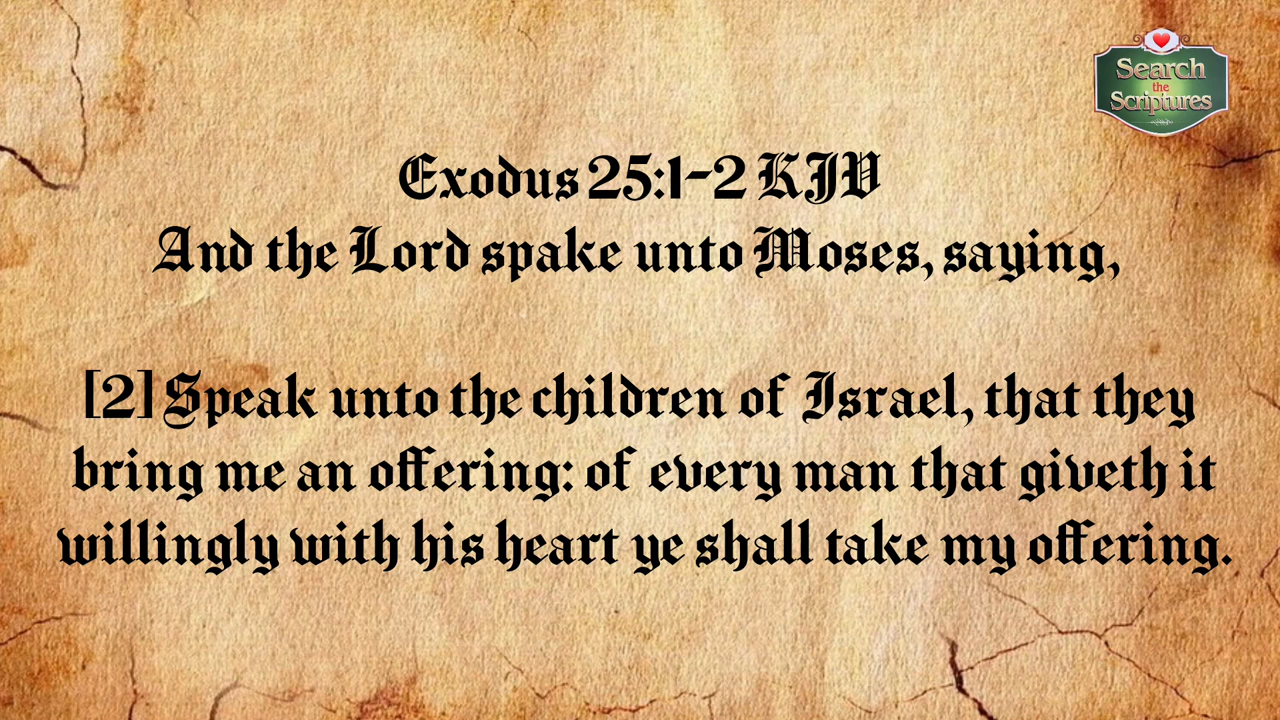 Search
the
Scriptures
Exodus 25:1-2 KJV
And the Lord spake unto Moses, saying,
[2] Speak unto the children of Israel, that they
bring me an offering: of every man that giveth it
willingly with his heart ye shall take my offering.